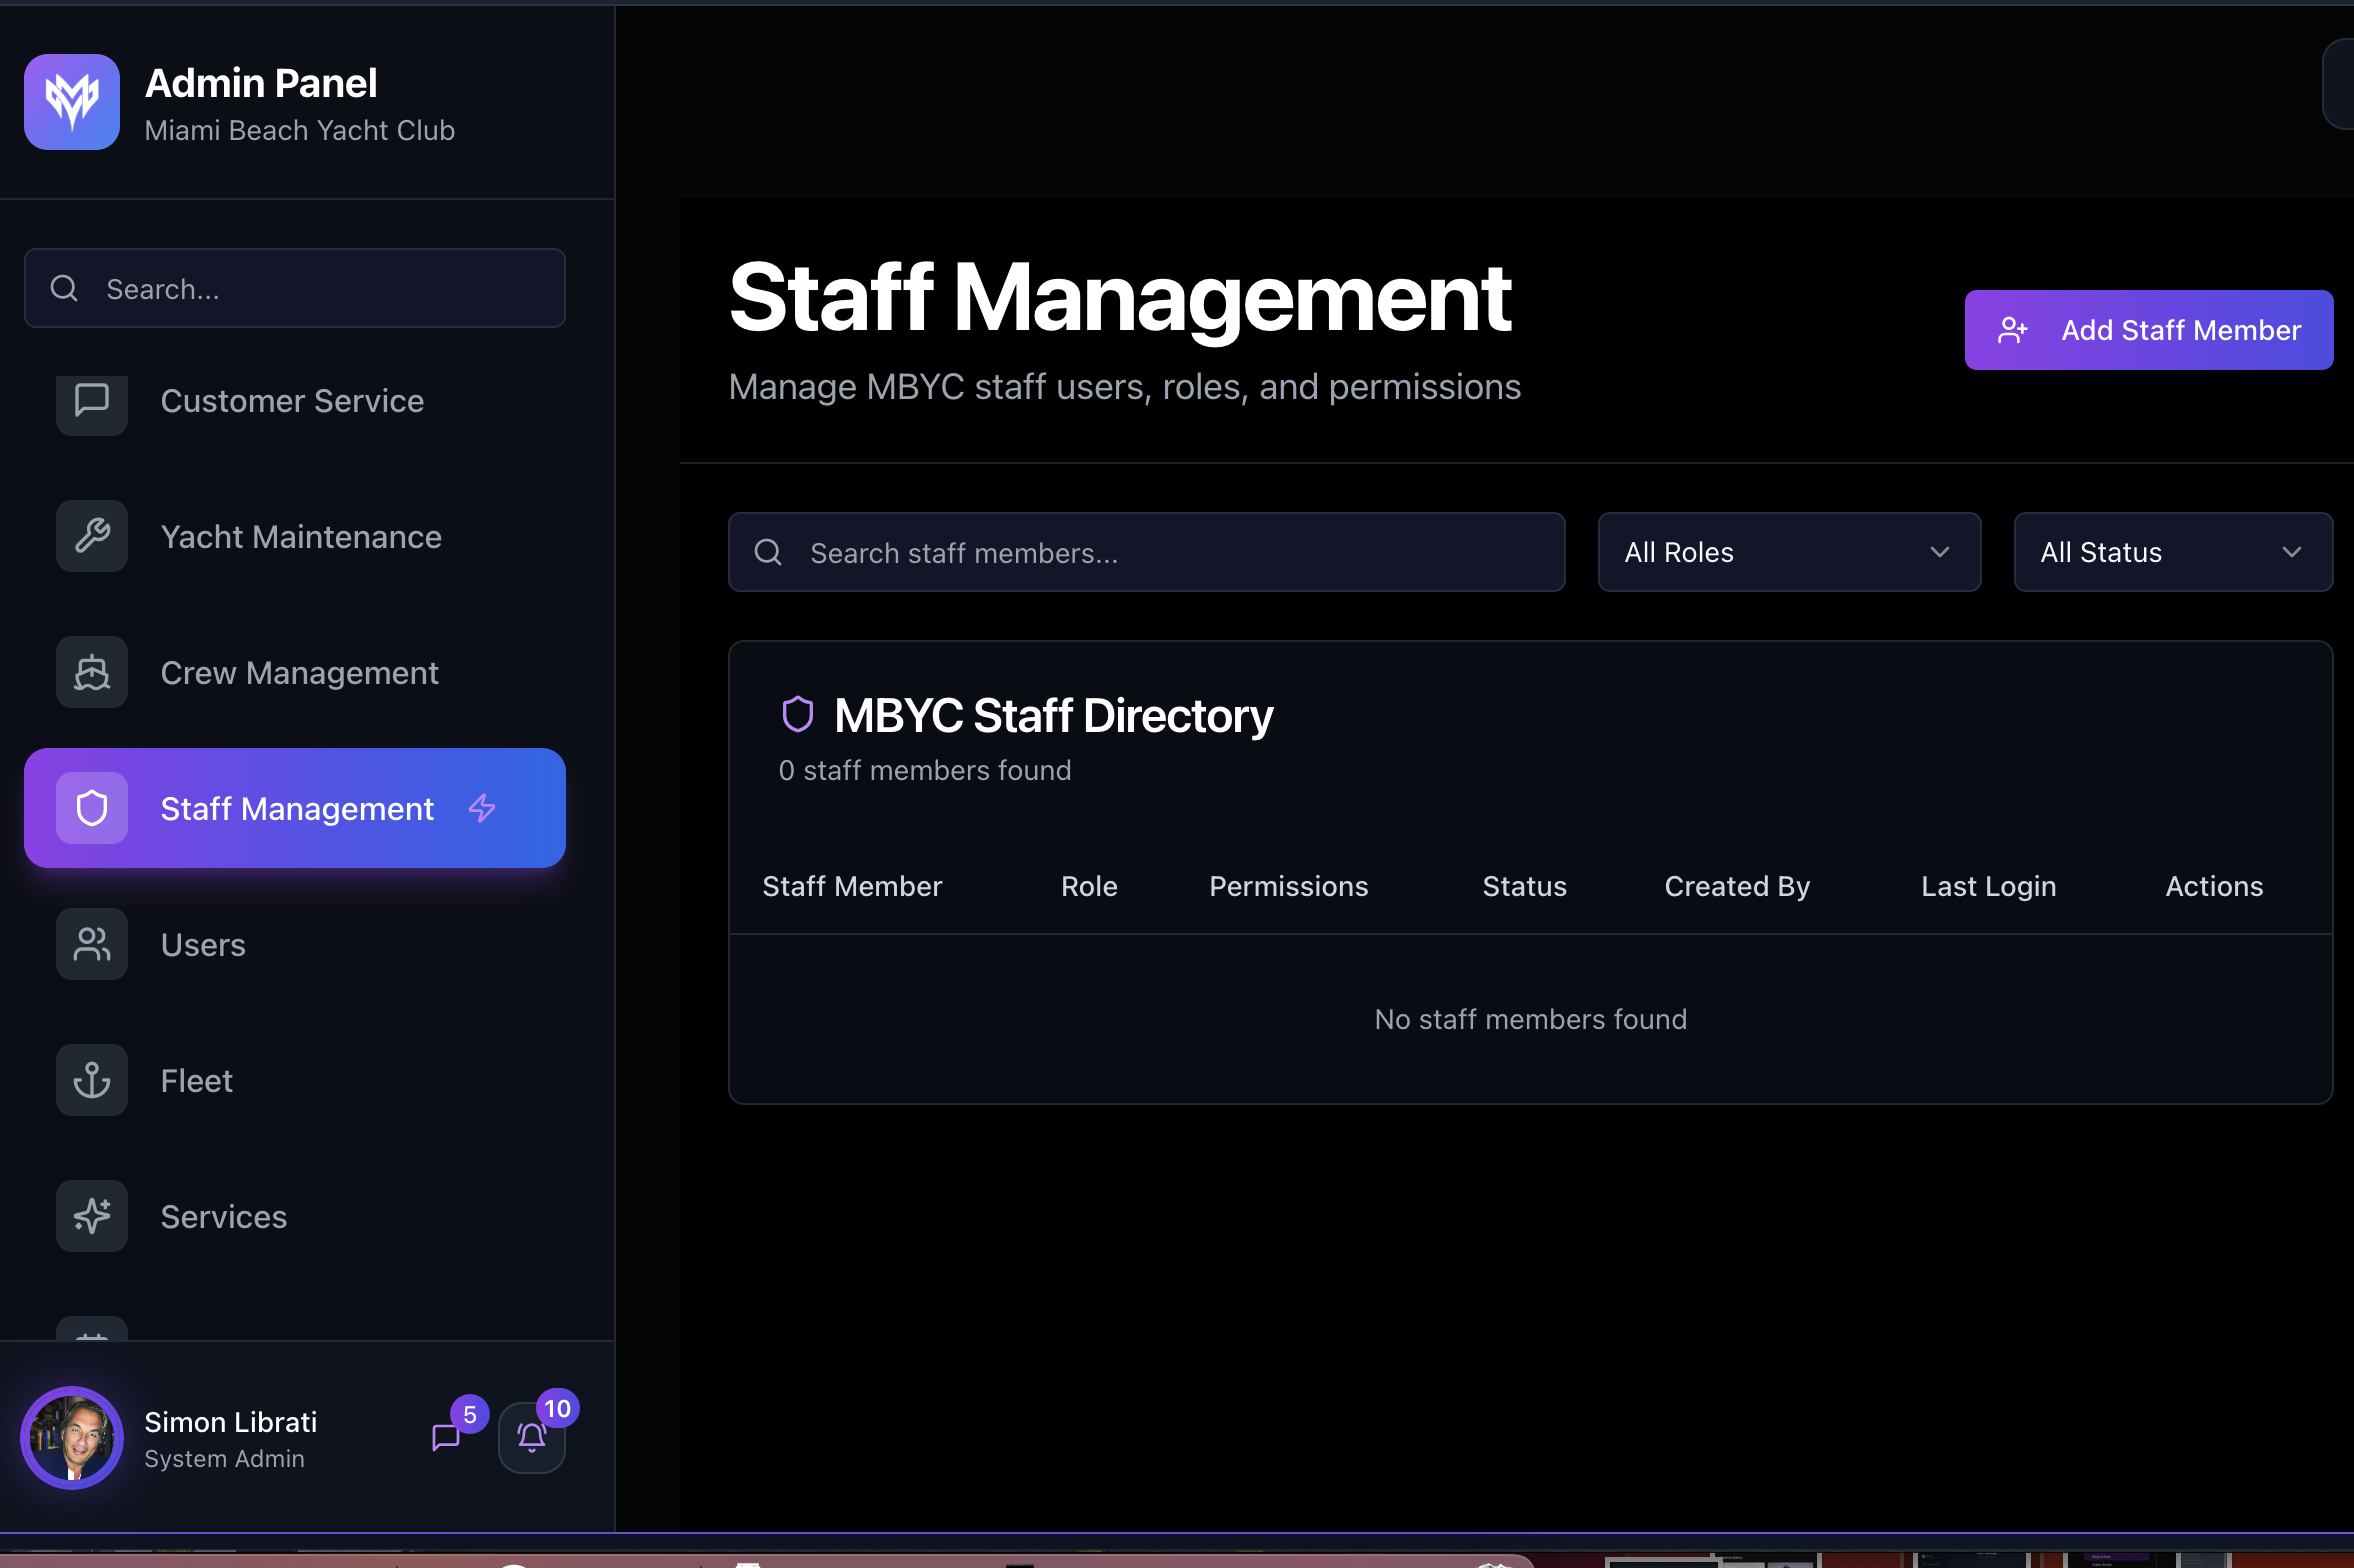 Admin Panel
Miami Beach Yacht Club
Search...
Customer Service
Yacht Maintenance
Crew Management
Staff Management
Users
Fleet
Services
Simon Librati
System Admin
5
10
Staff Management
Manage MBYC staff users, roles, and permissions
Add Staff Member
Search staff members...
All Roles
All Status
MBYC Staff Directory
0 staff members found
Staff Member Role Permissions Status Created By Last Login Actions
No staff members found